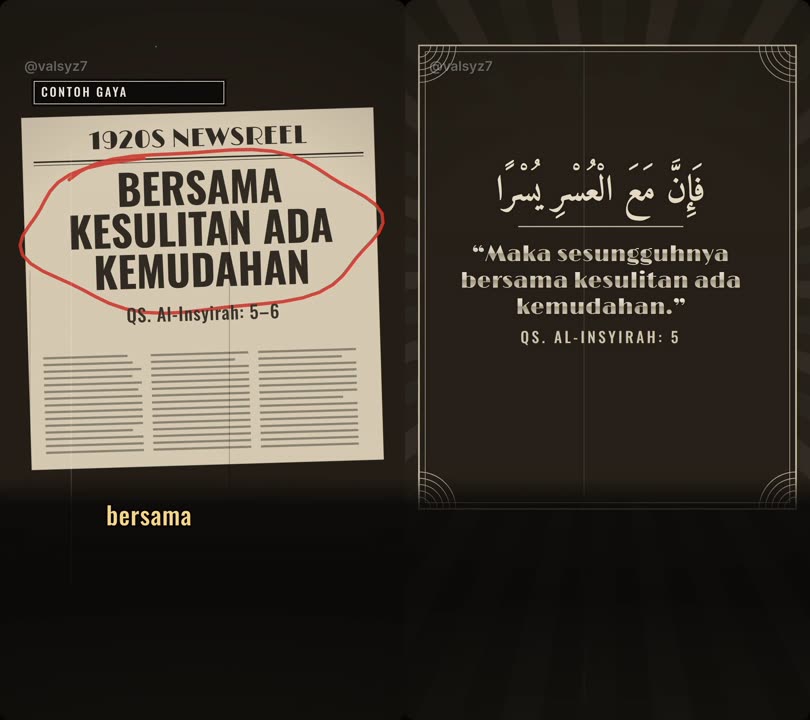 @valsyz7
CONTOH GAYA
1920S NEWSREEL
BERSAMA
KESULITAN ADA
KEMUDAHAN
QS. Al-Insyirah: 5–6
bersama
@valsyz7
فَإِنَّ مَعَ الْعُسْرِ يُسْرًا
“Maka sesungguhnya
bersama kesulitan ada
kemudahan.”
QS. AL-INSYIRAH: 5